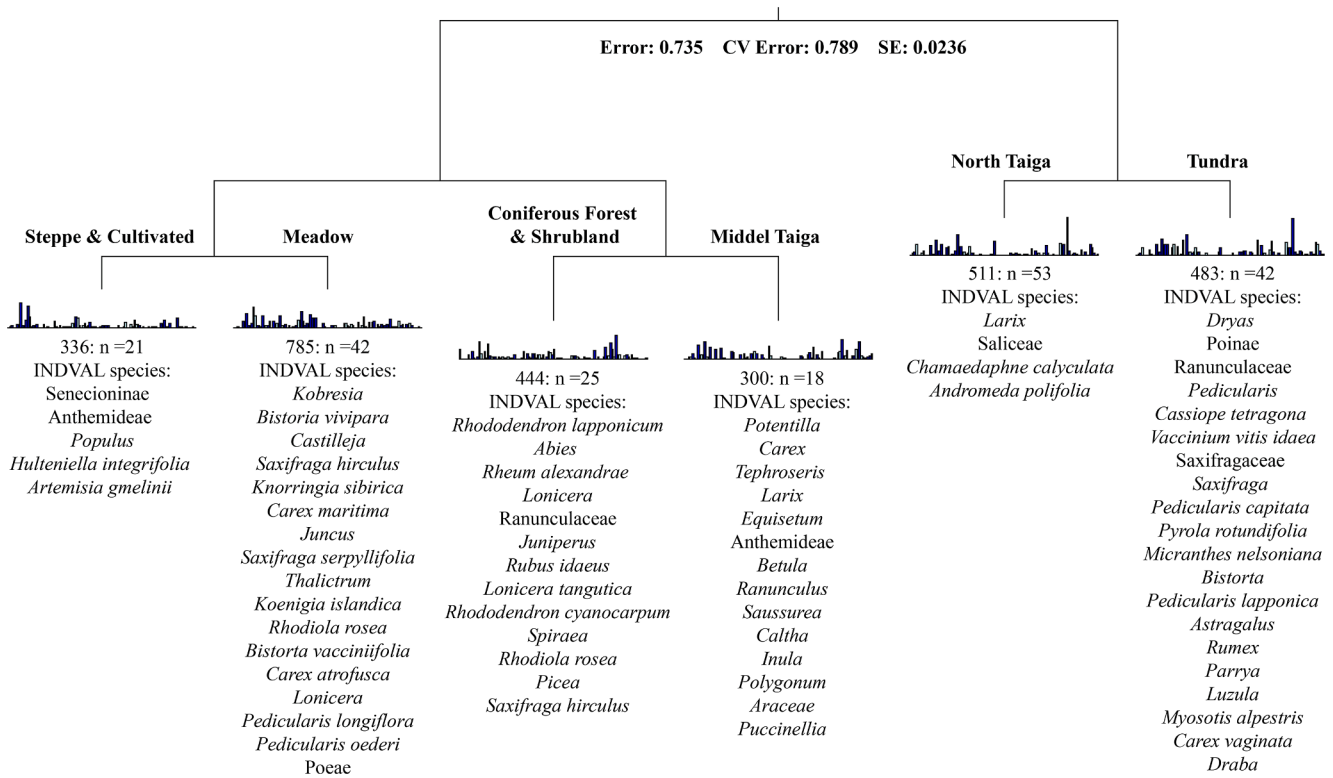 Error: 0.735 CV Error: 0.789 SE: 0.0236
Steppe & Cultivated
336: n =21
INDVAL species:
Senecioninae
Anthemideae
Populus
Hulteniella integrifolia
Artemisia gmelinii
Meadow
785: n =42
INDVAL species:
Kobresia
Bistoria vivipara
Castilleja
Saxifraga hirculus
Knorringia sibirica
Carex maritima
Juncus
Saxifraga serpyllifolia
Thalictrum
Koenigia islandica
Rhodiola rosea
Bistorta vacciniifolia
Carex atrofusca
Lonicera
Pedicularis longiflora
Pedicularis oederi
Poeae
Coniferous Forest
& Shrubland
444: n =25
INDVAL species:
Rhododendron lapponicum
Abies
Rheum alexandrae
Lonicera
Ranunculaceae
Juniperus
Rubus idaeus
Lonicera tangutica
Rhododendron cyanocarpum
Spiraea
Rhodiola rosea
Picea
Saxifraga hirculus
Middel Taiga
300: n =18
INDVAL species:
Potentilla
Carex
Tephroseris
Larix
Equisetum
Anthemideae
Betula
Ranunculus
Saussurea
Caltha
Inula
Polygonum
Araceae
Puccinellia
North Taiga
511: n =53
INDVAL species:
Larix
Saliceae
Chamaedaphne calyculata
Andromeda polifolia
Tundra
483: n =42
INDVAL species:
Dryas
Poinae
Ranunculaceae
Pedicularis
Cassiope tetragona
Vaccinium vitis idaea
Saxifragaceae
Saxifraga
Pedicularis capitata
Pyrola rotundifolia
Micranthes nelsoniana
Bistorta
Pedicularis lapponica
Astragalus
Rumex
Parrya
Luzula
Myosotis alpestris
Carex vaginata
Draba